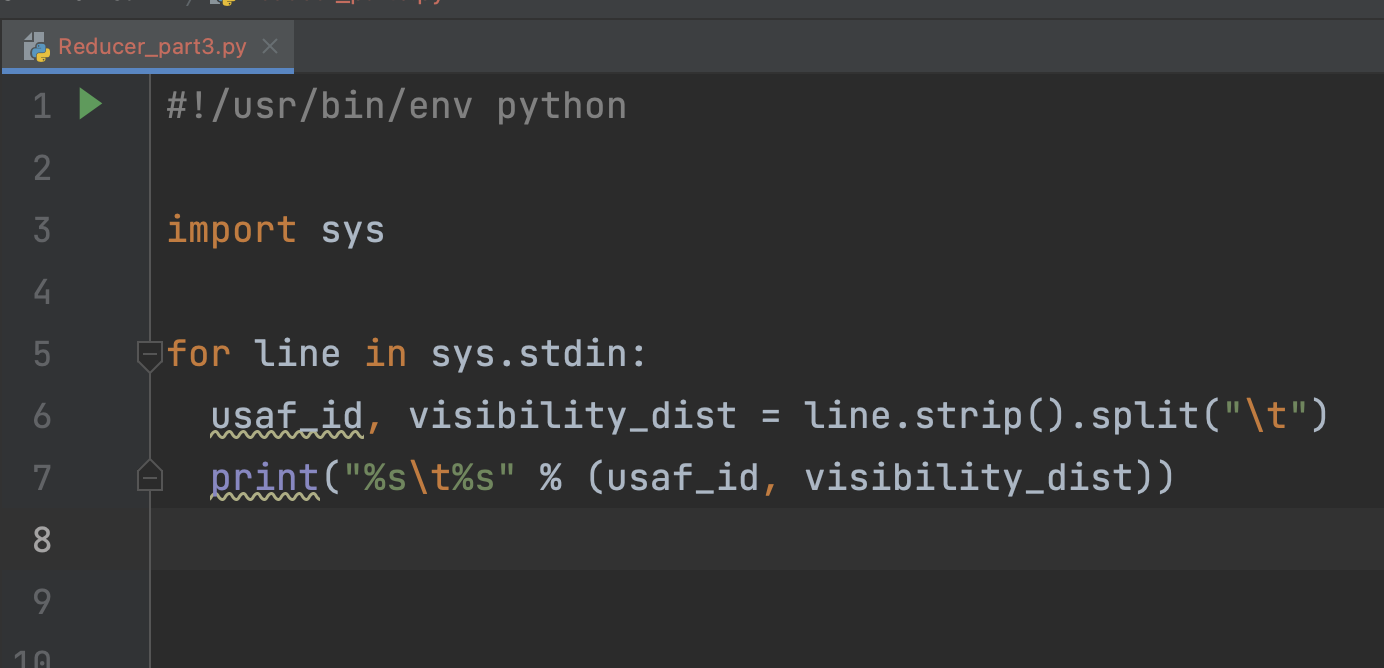 Reducer_part3.py
1 #!/usr/bin/env python
2
3 import sys
4
5 for line in sys.stdin:
6   usaf_id, visibility_dist = line.strip().split("\t")
7   print("%s\t%s" % (usaf_id, visibility_dist))
8
9
10